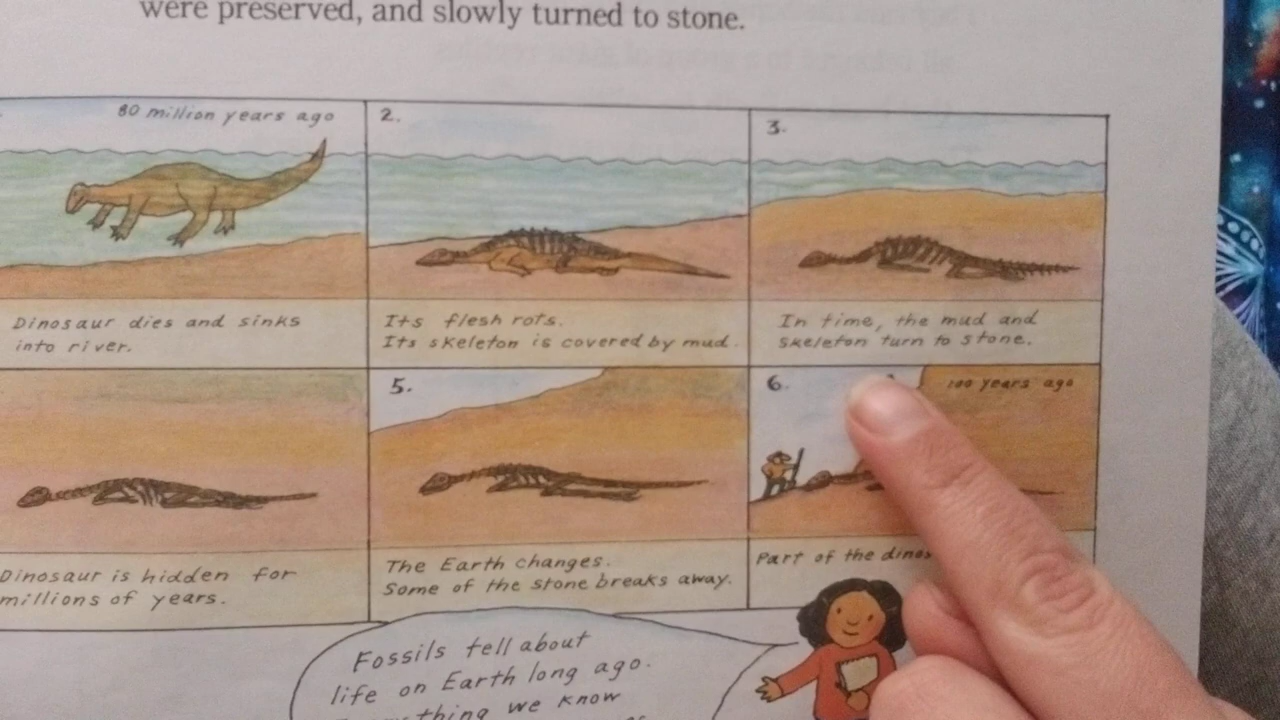 were preserved, and slowly turned to stone.
80 million years ago
Dinosaur dies and sinks
into river.
2.
Its flesh rots.
Its skeleton is covered by mud.
3.
In time, the mud and
skeleton turn to stone.
Dinosaur is hidden for
millions of years.
5.
The Earth changes.
Some of the stone breaks away.
6.
100 years ago
Part of the
Fossils tell about
life on Earth long ago.
we know